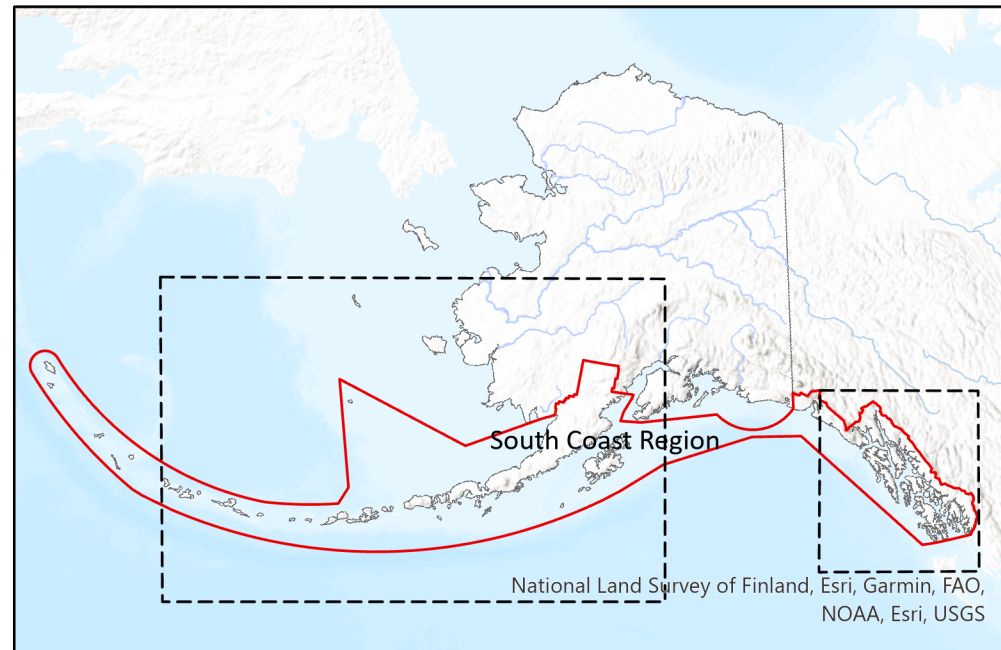 South Coast Region
National Land Survey of Finland, Esri, Garmin, FAO,
NOAA, Esri, USGS